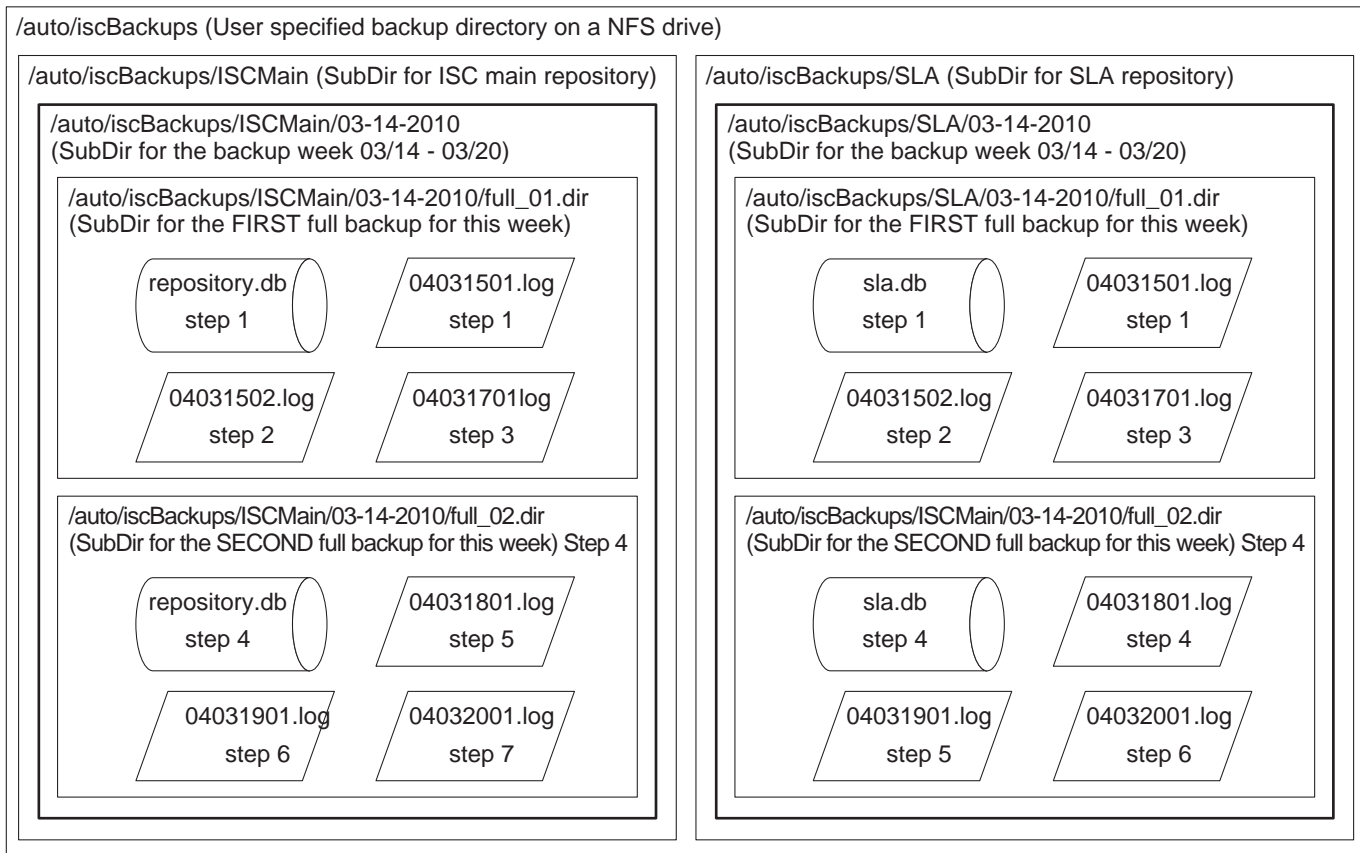 /auto/iscBackups (User specified backup directory on a NFS drive)
/auto/iscBackups/ISCMain (SubDir for ISC main repository)
/auto/iscBackups/ISCMain/03-14-2010
(SubDir for the backup week 03/14 - 03/20)
/auto/iscBackups/ISCMain/03-14-2010/full_01.dir
(SubDir for the FIRST full backup for this week)
repository.db
step 1
04031501.log
step 1
04031502.log
step 2
04031701log
step 3
/auto/iscBackups/ISCMain/03-14-2010/full_02.dir
(SubDir for the SECOND full backup for this week) Step 4
repository.db
step 4
04031801.log
step 5
04031901.log
step 6
04032001.log
step 7
/auto/iscBackups/SLA (SubDir for SLA repository)
/auto/iscBackups/SLA/03-14-2010
(SubDir for the backup week 03/14 - 03/20)
/auto/iscBackups/SLA/03-14-2010/full_01.dir
(SubDir for the FIRST full backup for this week)
sla.db
step 1
04031501.log
step 1
04031502.log
step 2
04031701.log
step 3
/auto/iscBackups/ISCMain/03-14-2010/full_02.dir
(SubDir for the SECOND full backup for this week) Step 4
sla.db
step 4
04031801.log
step 4
04031901.log
step 5
04032001.log
step 6